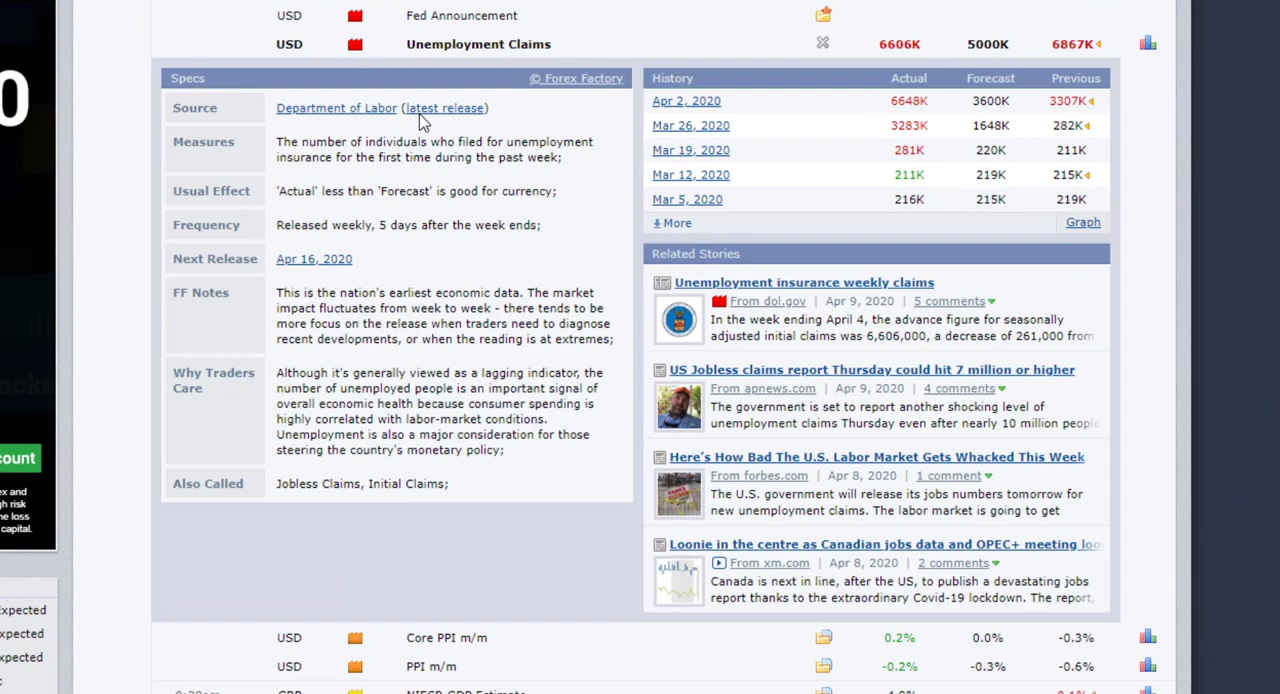 USD Fed Announcement
USD Unemployment Claims 6606K 5000K 6867K
0
Specs © Forex Factory
Source Department of Labor (latest release)
Measures The number of individuals who filed for unemployment
insurance for the first time during the past week;
Usual Effect 'Actual' less than 'Forecast' is good for currency;
Frequency Released weekly, 5 days after the week ends;
Next Release Apr 16, 2020
FF Notes This is the nation's earliest economic data. The market
impact fluctuates from week to week - there tends to be
more focus on the release when traders need to diagnose
recent developments, or when the reading is at extremes;
Why Traders Care Although it's generally viewed as a lagging indicator, the
number of unemployed people is an important signal of
overall economic health because consumer spending is
highly correlated with labor-market conditions.
Unemployment is also a major consideration for those
steering the country's monetary policy;
Also Called Jobless Claims, Initial Claims;
History Actual Forecast Previous
Apr 2, 2020 6648K 3600K 3307K
Mar 26, 2020 3283K 1648K 282K
Mar 19, 2020 281K 220K 211K
Mar 12, 2020 211K 219K 215K
Mar 5, 2020 216K 215K 219K
More Graph
Related Stories
Unemployment insurance weekly claims
From dol.gov | Apr 9, 2020 | 5 comments
In the week ending April 4, the advance figure for seasonally
adjusted initial claims was 6,606,000, a decrease of 261,000 from
US Jobless claims report Thursday could hit 7 million or higher
From apnews.com | Apr 9, 2020 | 4 comments
The government is set to report another shocking level of
unemployment claims Thursday even after nearly 10 million people
Here's How Bad The U.S. Labor Market Gets Whacked This Week
From forbes.com | Apr 8, 2020 | 1 comment
The U.S. government will release its jobs numbers tomorrow for
new unemployment claims. The labor market is going to get
Loonie in the centre as Canadian jobs data and OPEC+ meeting loo
From xm.com | Apr 8, 2020 | 2 comments
Canada is next in line, after the US, to publish a devastating jobs
report thanks to the extraordinary Covid-19 lockdown. The report,
ount
ex and
gh risk
he loss
capital.
Expected
xpected
xpected
USD Core PPI m/m 0.2% 0.0% -0.3%
USD PPI m/m -0.2% -0.3% -0.6%